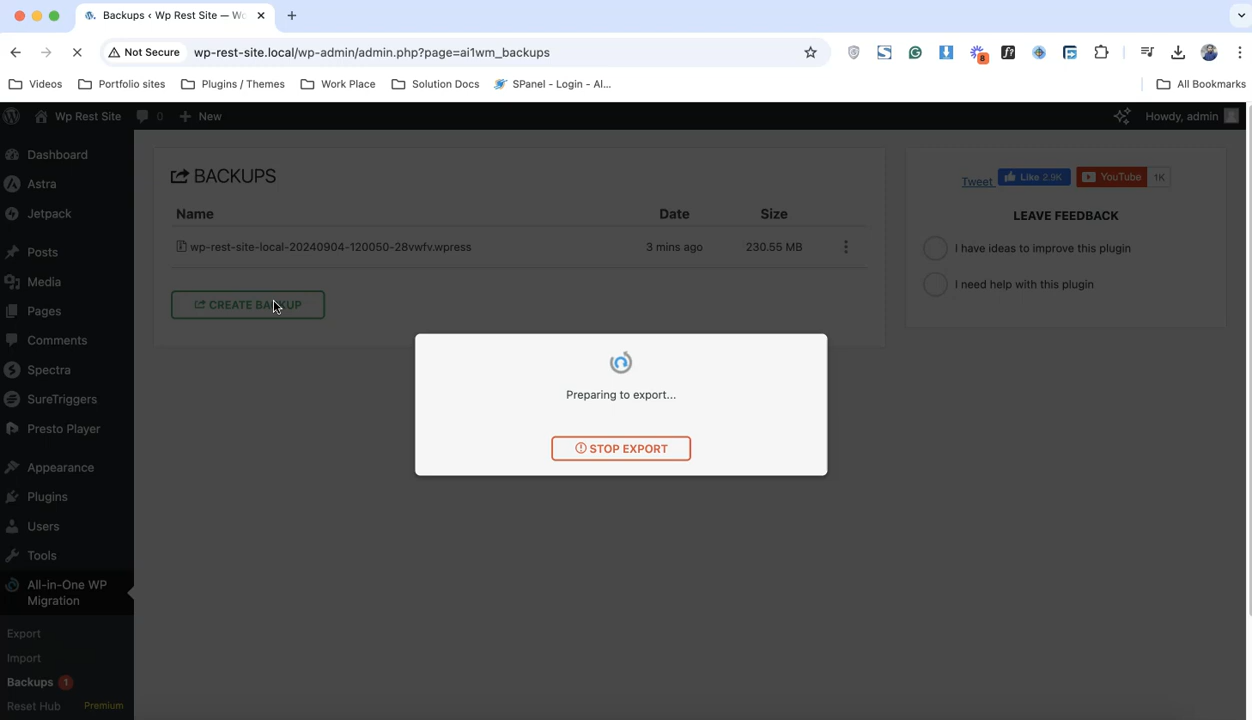 Backups ‹ Wp Rest Site — Wo
Not Secure
wp-rest-site.local/wp-admin/admin.php?page=ai1wm_backups
8
Videos
Portfolio sites
Plugins / Themes
Work Place
Solution Docs
SPanel - Login - Al...
All Bookmarks
Wp Rest Site
0
New
Howdy, admin
Dashboard
Astra
Jetpack
Posts
Media
Pages
Comments
Spectra
SureTriggers
Presto Player
Appearance
Plugins
Users
Tools
All-in-One WP
Migration
Export
Import
Backups 1
Reset Hub Premium
BACKUPS
Name Date Size
wp-rest-site-local-20240904-120050-28vwfv.wpress 3 mins ago 230.55 MB
CREATE BACKUP
Preparing to export...
STOP EXPORT
Tweet
Like 2.9K
YouTube 1K
LEAVE FEEDBACK
I have ideas to improve this plugin
I need help with this plugin